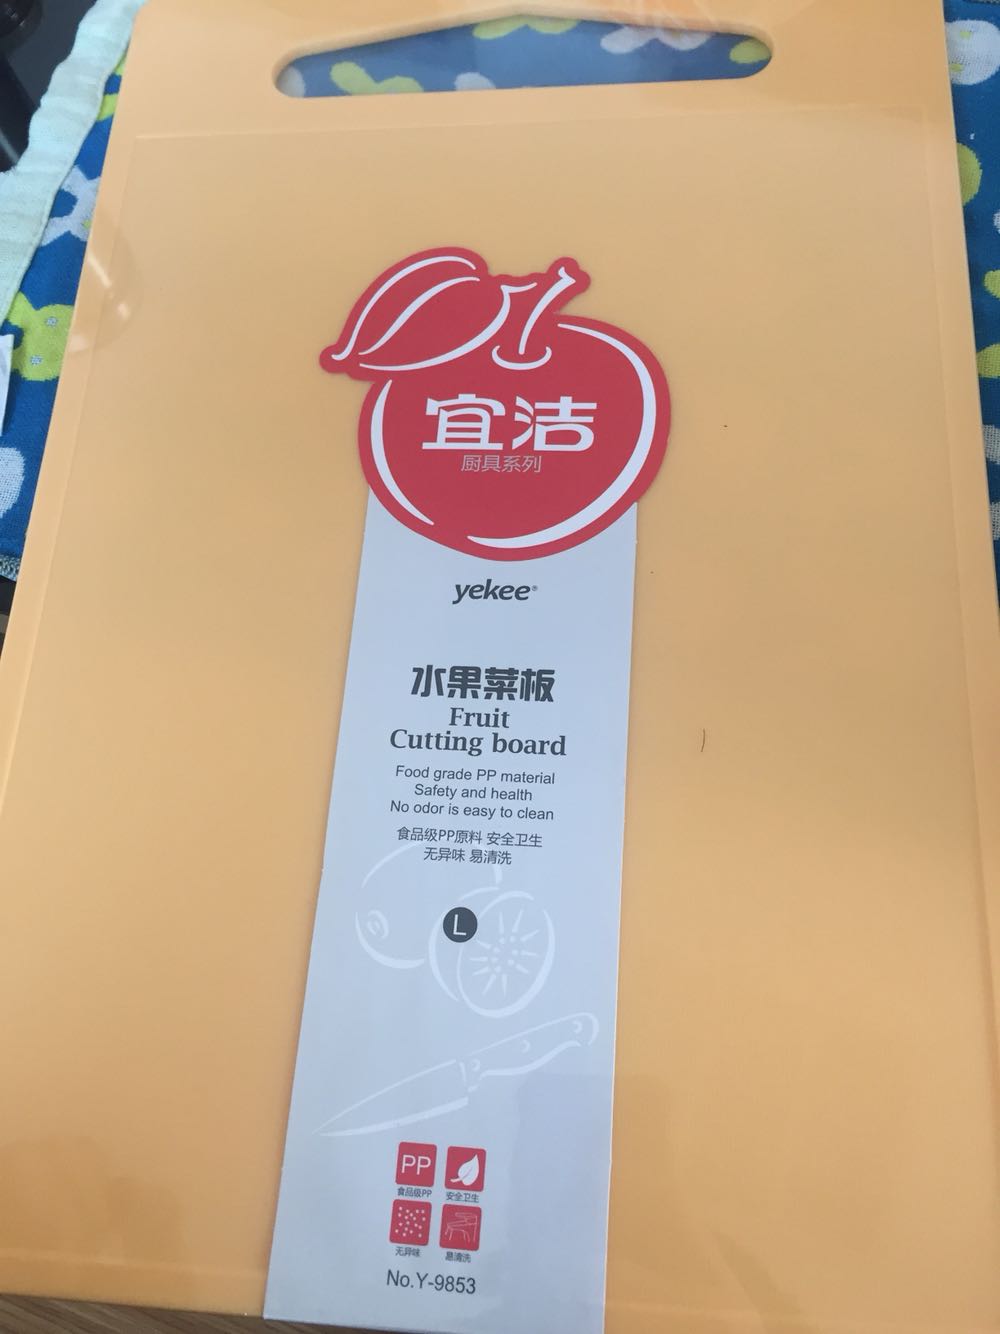 宜洁
厨具系列
yekee®
水果菜板
Fruit
Cutting board
Food grade PP material
Safety and health
No odor is easy to clean
食品级PP原料 安全卫生
无异味 易清洗
L
PP
食品级PP 安全卫生
无异味 易清洗
No.Y-9853